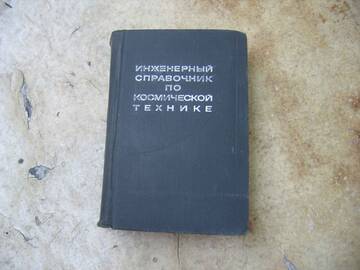 ИНЖЕНЕРНЫЙ
СПРАВОЧНИК
ПО
КОСМИЧЕСКОЙ
ТЕХНИКЕ